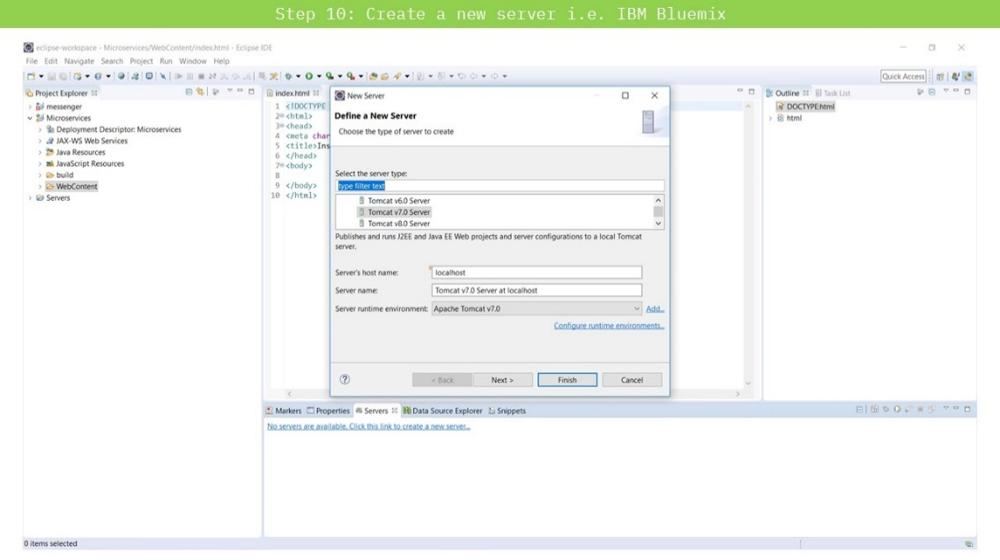 Step 10: Create a new server i.e. IBM Bluemix
eclipse-workspace - Microservices/WebContent/index.html - Eclipse IDE
File Edit Navigate Search Project Run Window Help
Quick Access
Project Explorer
messenger
Microservices
Deployment Descriptor: Microservices
JAX-WS Web Services
Java Resources
JavaScript Resources
build
WebContent
Servers
index.html
1 <!DOCTYPE
2 <html>
3 <head>
4 <meta char
5 <title>Ins
6 </head>
7 <body>
8
9 </body>
10 </html>
New Server
Define a New Server
Choose the type of server to create
Select the server type:
type filter text
Tomcat v6.0 Server
Tomcat v7.0 Server
Tomcat v8.0 Server
Publishes and runs J2EE and Java EE Web projects and server configurations to a local Tomcat
server.
Server's host name: localhost
Server name: Tomcat v7.0 Server at localhost
Server runtime environment: Apache Tomcat v7.0 Add...
Configure runtime environments...
? < Back Next > Finish Cancel
Outline Task List
DOCTYPE:html
html
Markers Properties Servers Data Source Explorer Snippets
No servers are available. Click this link to create a new server...
0 items selected